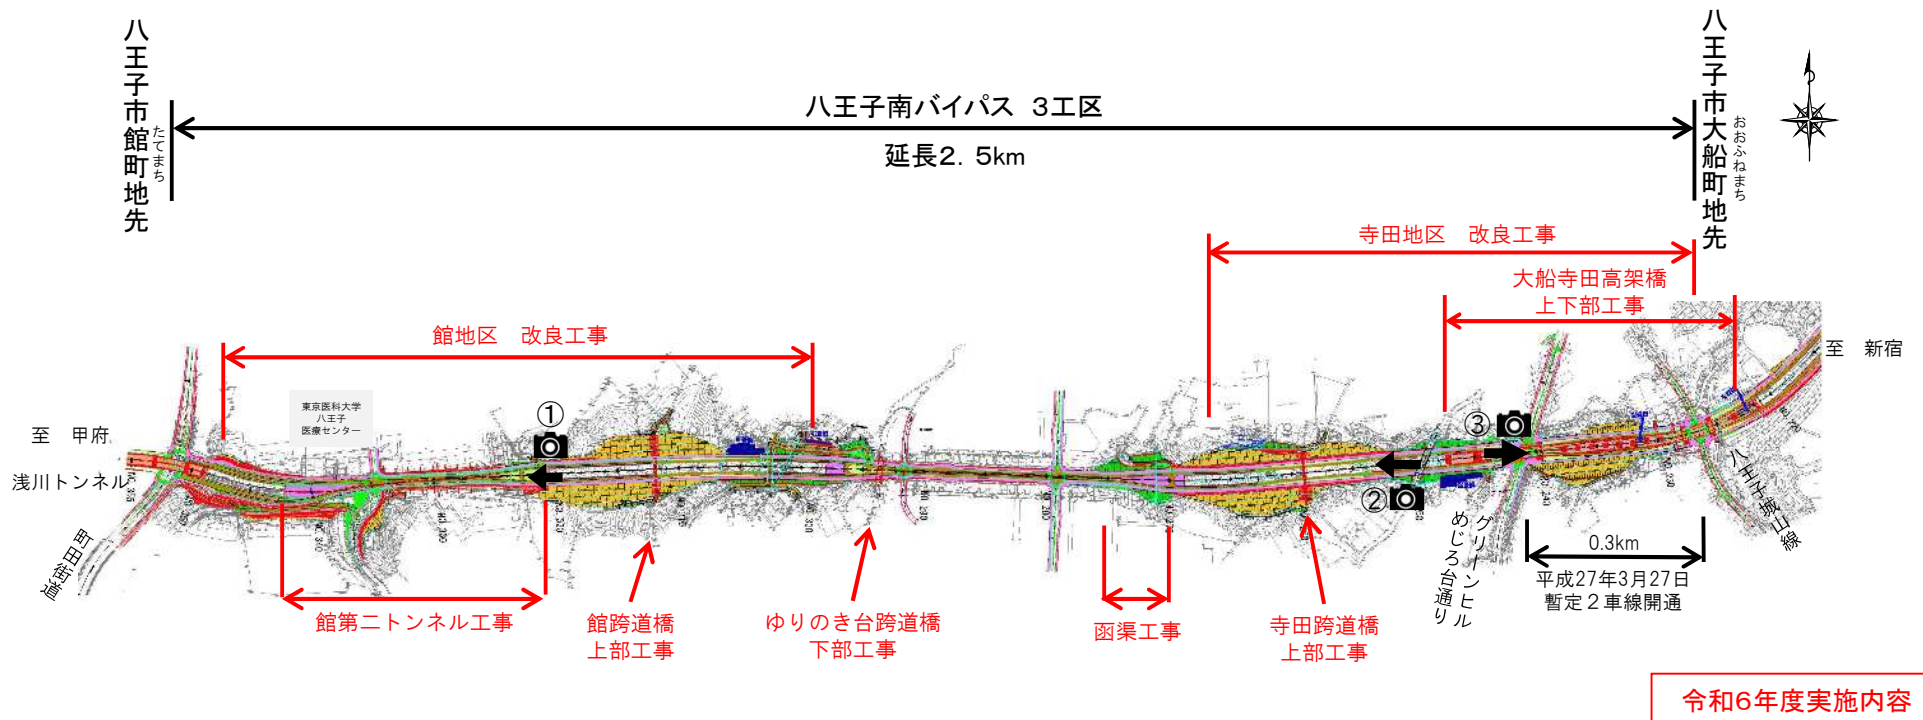 八王子市館町地先
たてまち
八王子南バイパス 3工区
延長2.5km
八王子市大船町地先
おおふねまち
寺田地区 改良工事
大船寺田高架橋
上下部工事
館地区 改良工事
至 新宿
東京医科大学
八王子
医療センター
①
③
至 甲府
浅川トンネル
②
八王子城山線
町田街道
グリーンヒル
めじろ台通り
0.3km
平成27年3月27日
暫定2車線開通
館第二トンネル工事
館跨道橋
上部工事
ゆりのき台跨道橋
下部工事
函渠工事
寺田跨道橋
上部工事
令和6年度実施内容